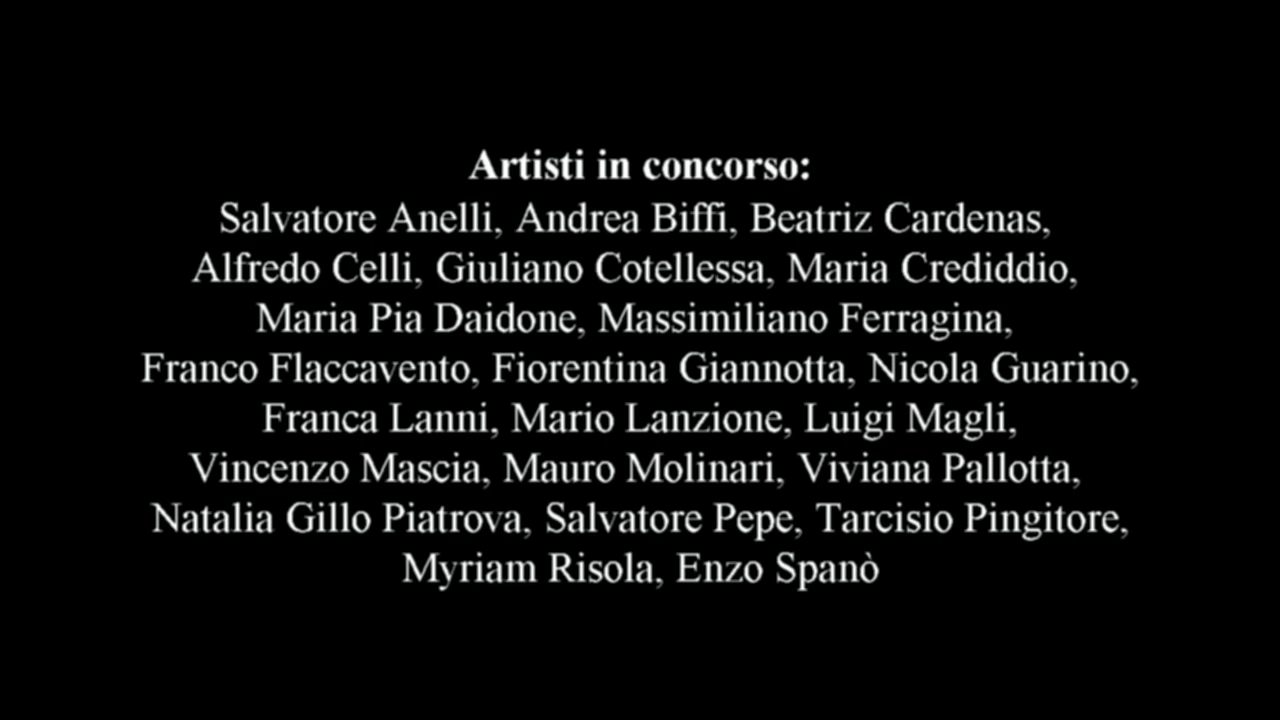 Artisti in concorso:
Salvatore Anelli, Andrea Biffi, Beatriz Cardenas,
Alfredo Celli, Giuliano Cotellessa, Maria Crediddio,
Maria Pia Daidone, Massimiliano Ferragina,
Franco Flaccavento, Fiorentina Giannotta, Nicola Guarino,
Franca Lanni, Mario Lanzione, Luigi Magli,
Vincenzo Mascia, Mauro Molinari, Viviana Pallotta,
Natalia Gillo Piatrova, Salvatore Pepe, Tarcisio Pingitore,
Myriam Risola, Enzo Spanò